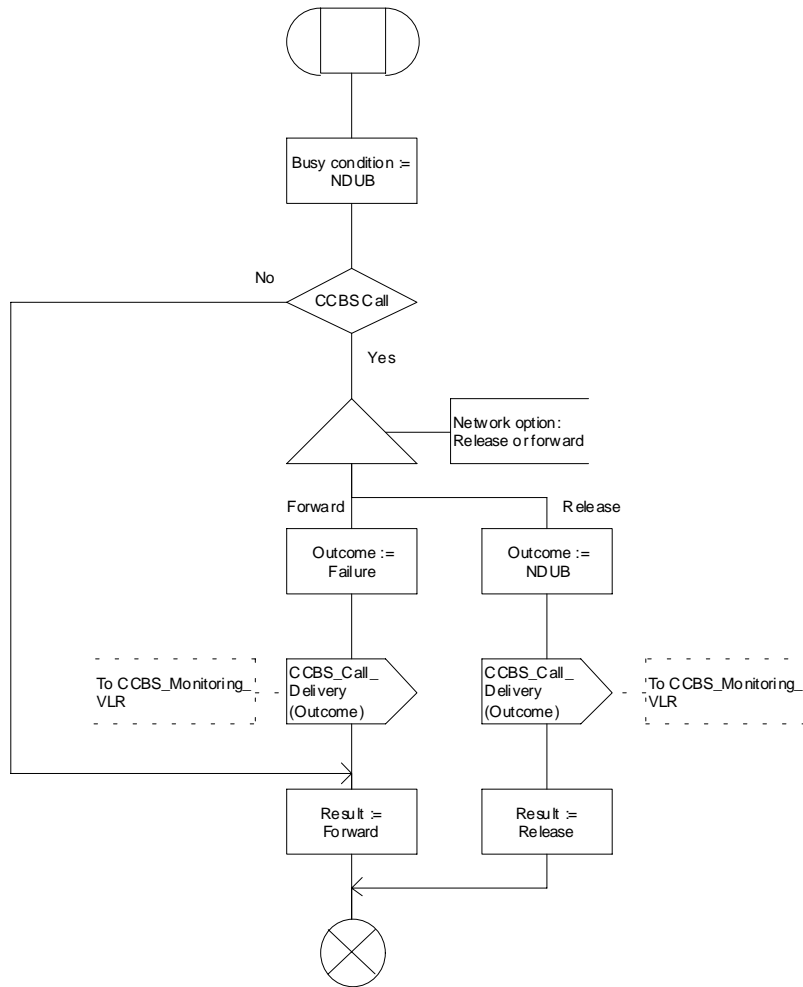 Busy condition :=
NDUB
No
CCBS Call
Yes
Network option:
Release or forward
Forward
Release
Outcome :=
Failure
Outcome :=
NDUB
To CCBS_Monitoring_
VLR
CCBS_Call_
Delivery
(Outcome)
CCBS_Call_
Delivery
(Outcome)
To CCBS_Monitoring_
VLR
Result :=
Forward
Result :=
Release